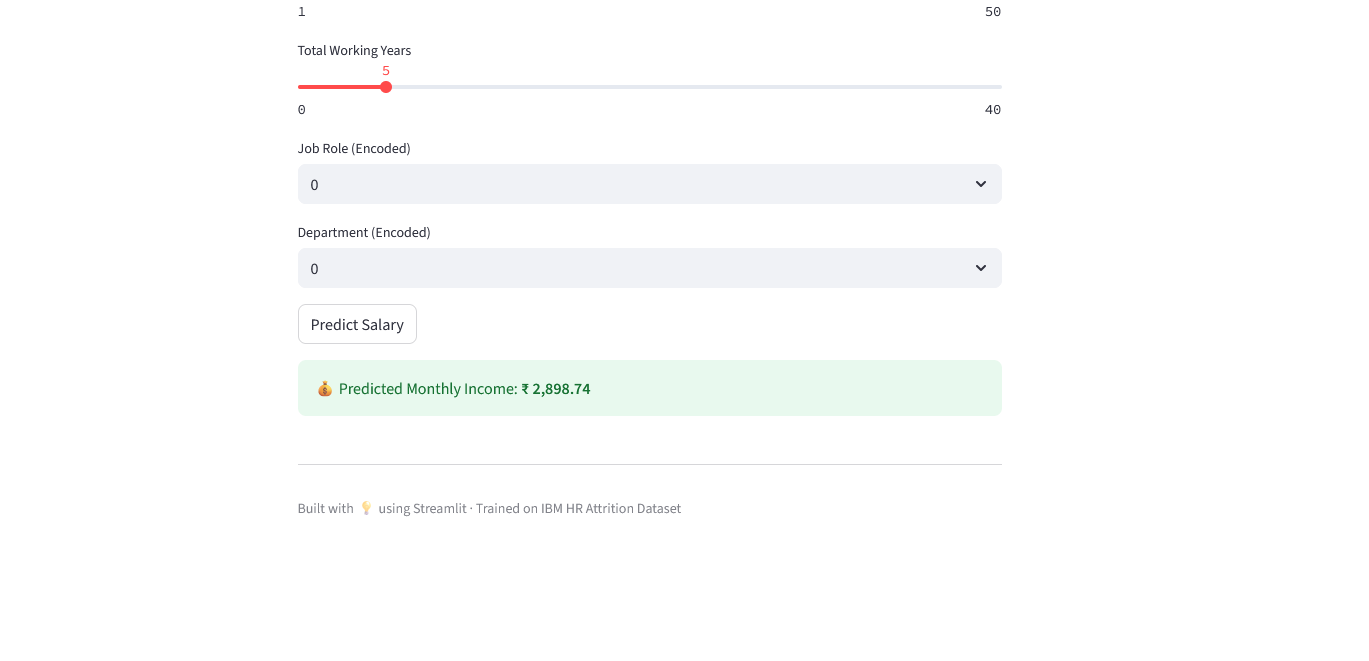 1 50
Total Working Years
5
0 40
Job Role (Encoded)
0
Department (Encoded)
0
Predict Salary
💰 Predicted Monthly Income: ₹ 2,898.74
Built with 💡 using Streamlit · Trained on IBM HR Attrition Dataset